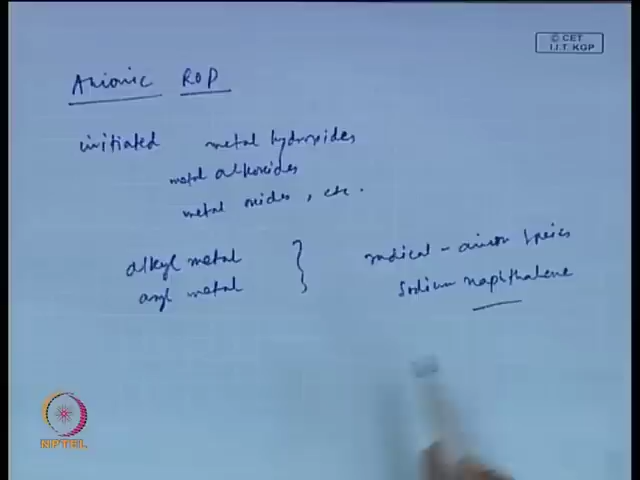 © CET
I.I.T. KGP
Anionic ROP
initiated metal hydroxides
metal alkoxides
metal oxides, etc.
alkyl metal
aryl metal
radical - anion species
sodium naphthalene
NPTEL